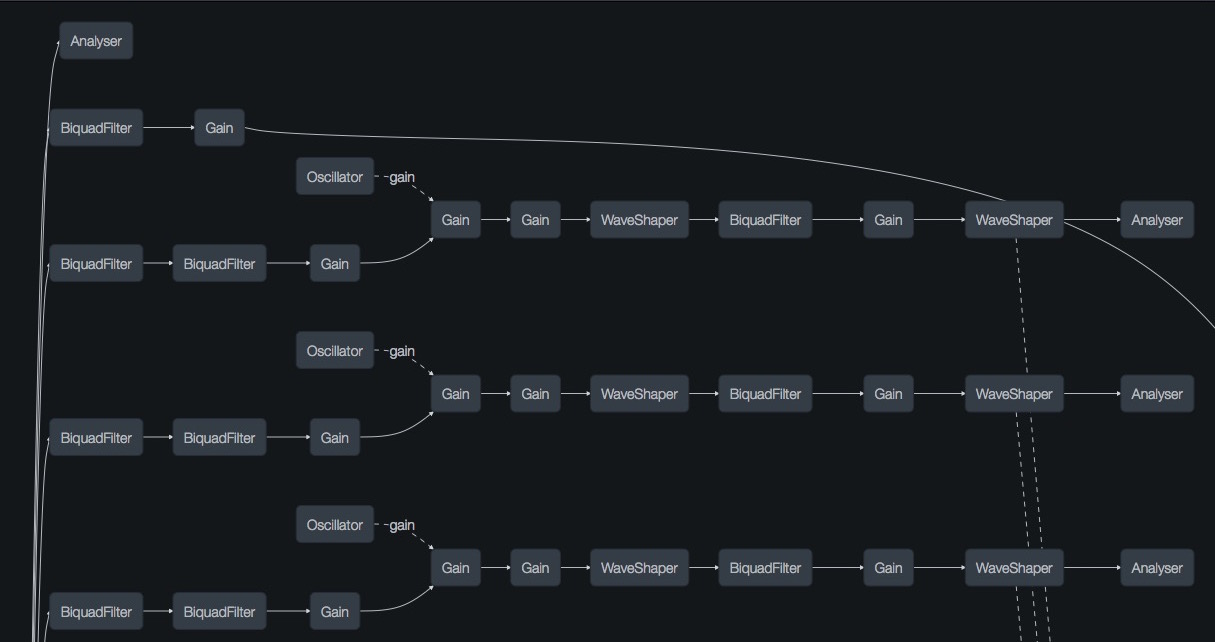 Analyser
BiquadFilter Gain
Oscillator gain
Gain Gain WaveShaper BiquadFilter Gain WaveShaper Analyser
BiquadFilter BiquadFilter Gain
Oscillator gain
Gain Gain WaveShaper BiquadFilter Gain WaveShaper Analyser
BiquadFilter BiquadFilter Gain
Oscillator gain
Gain Gain WaveShaper BiquadFilter Gain WaveShaper Analyser
BiquadFilter BiquadFilter Gain